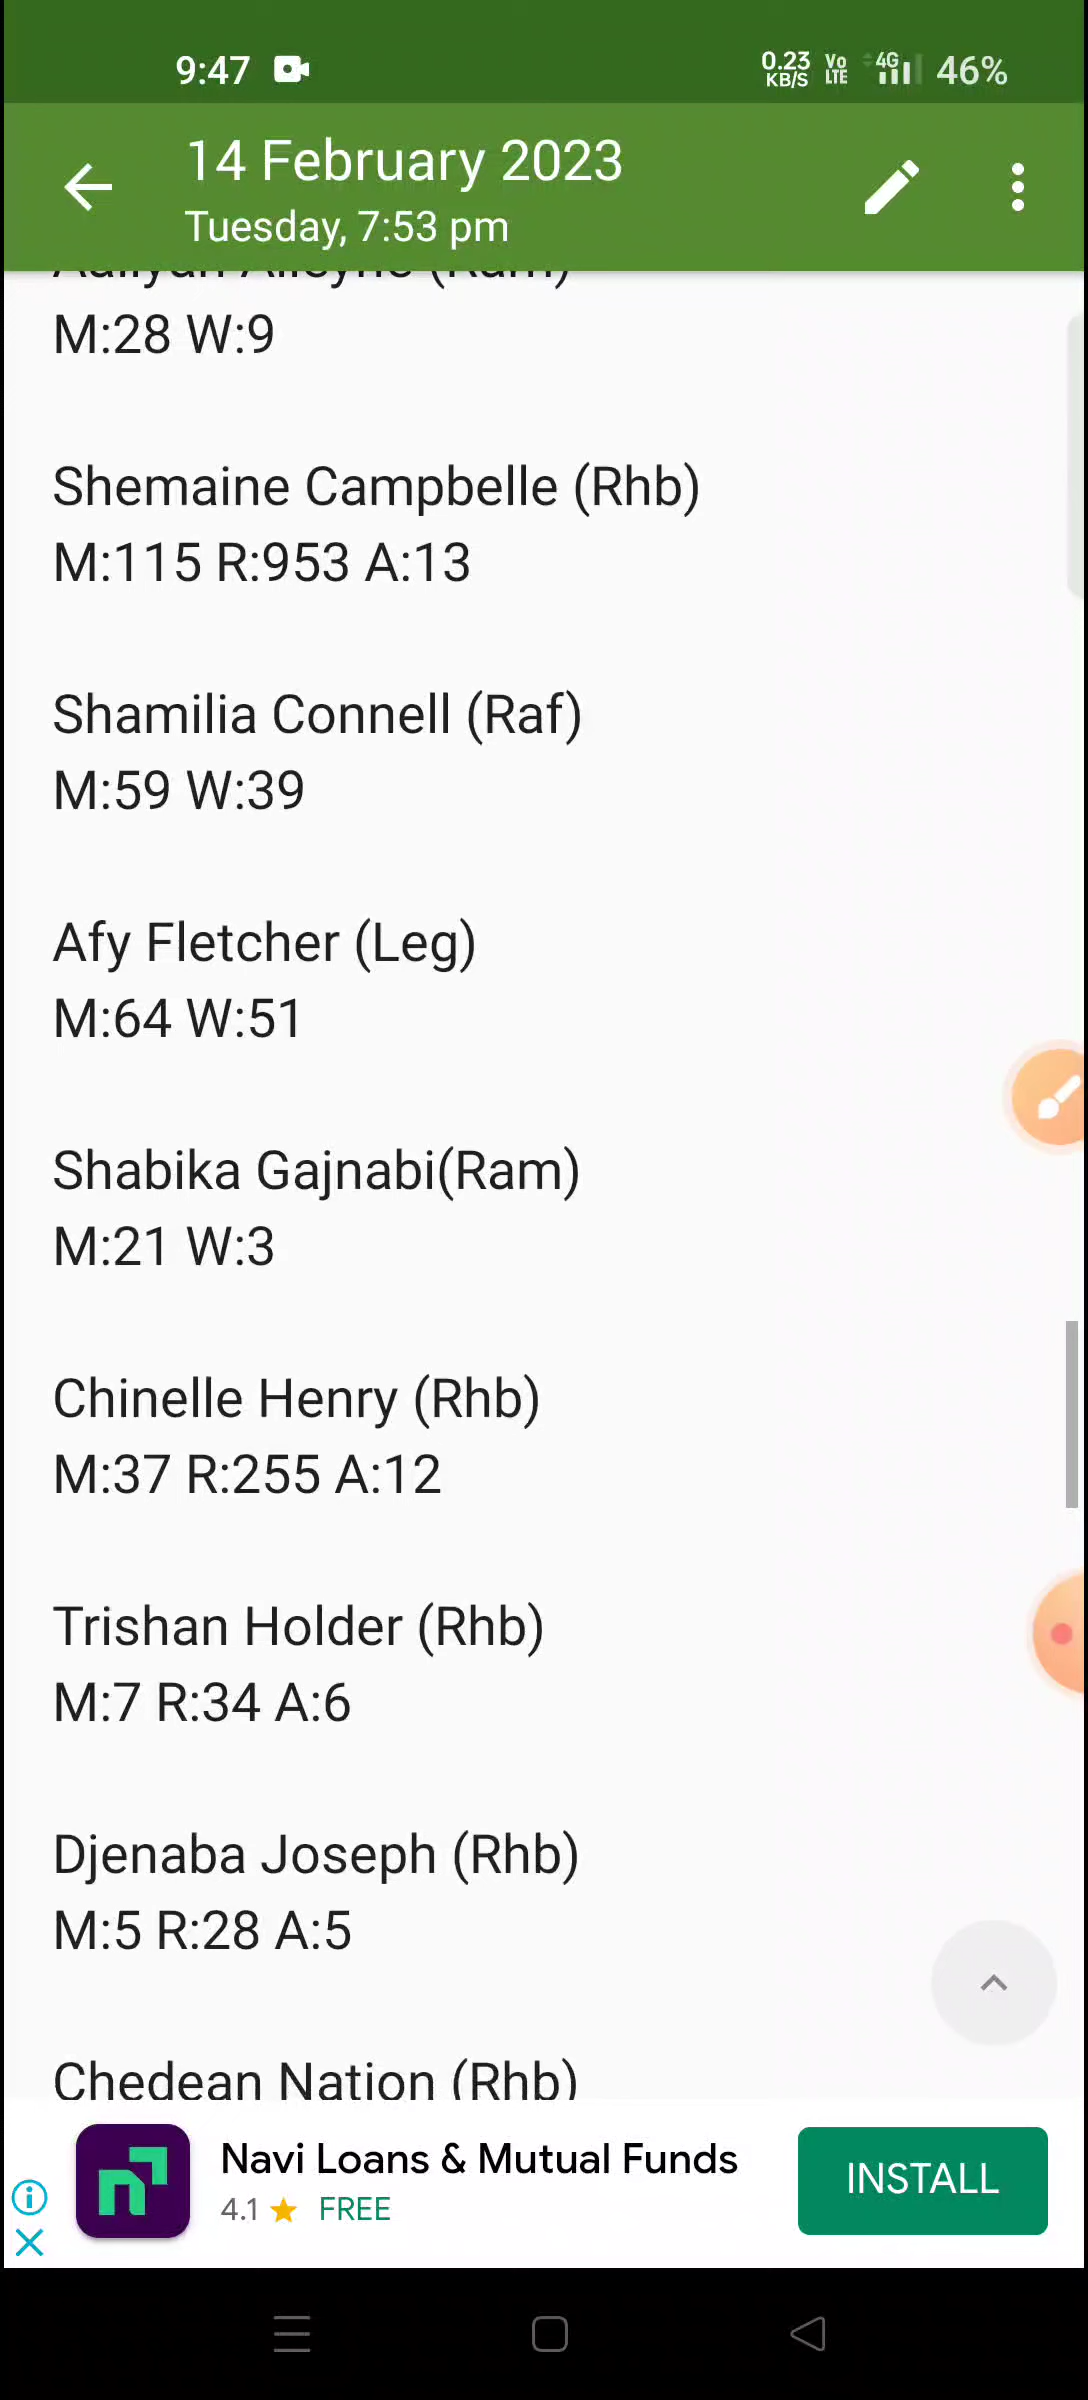 9:47
0.23 KB/S Vo LTE 4G 46%
14 February 2023
Tuesday, 7:53 pm
M:28 W:9
Shemaine Campbelle (Rhb)
M:115 R:953 A:13
Shamilia Connell (Raf)
M:59 W:39
Afy Fletcher (Leg)
M:64 W:51
Shabika Gajnabi(Ram)
M:21 W:3
Chinelle Henry (Rhb)
M:37 R:255 A:12
Trishan Holder (Rhb)
M:7 R:34 A:6
Djenaba Joseph (Rhb)
M:5 R:28 A:5
Chedean Nation (Rhb)
Navi Loans & Mutual Funds
4.1 FREE
INSTALL